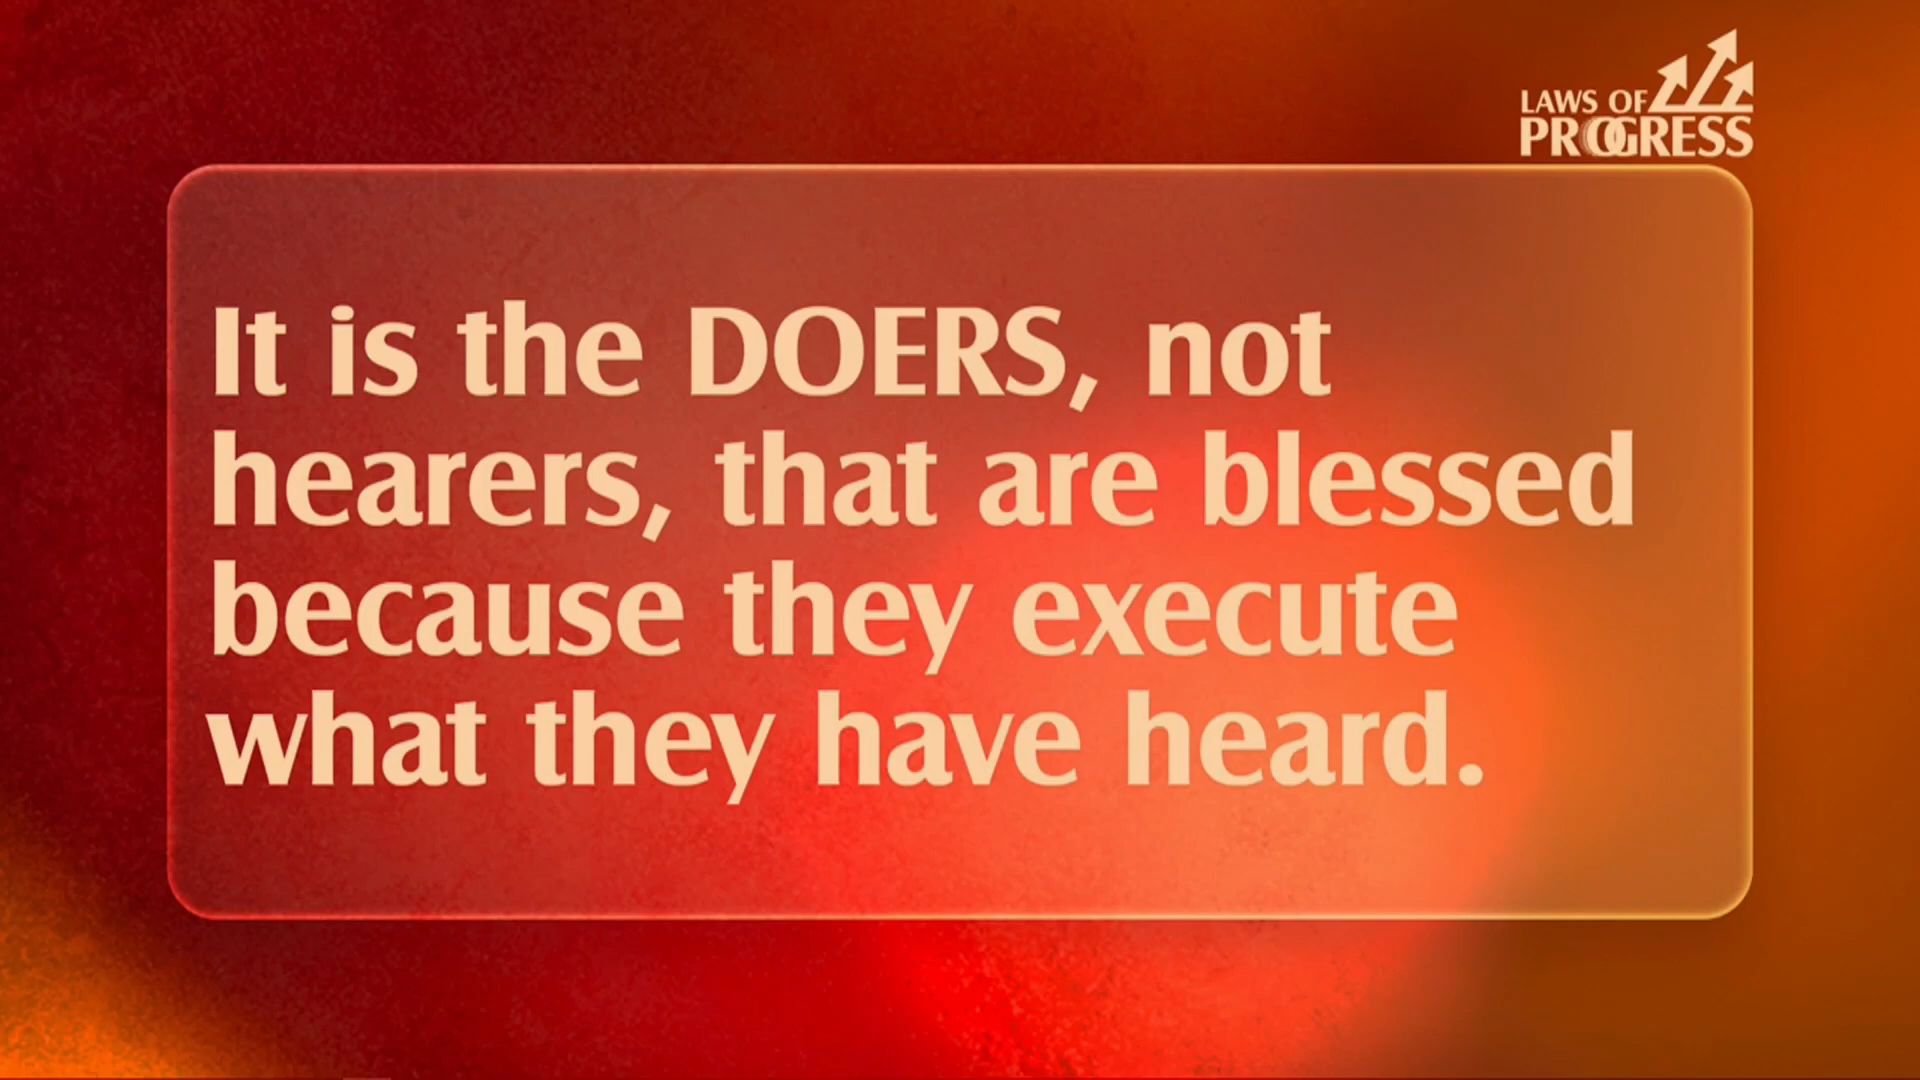 LAWS OF
PROGRESS
It is the DOERS, not
hearers, that are blessed
because they execute
what they have heard.